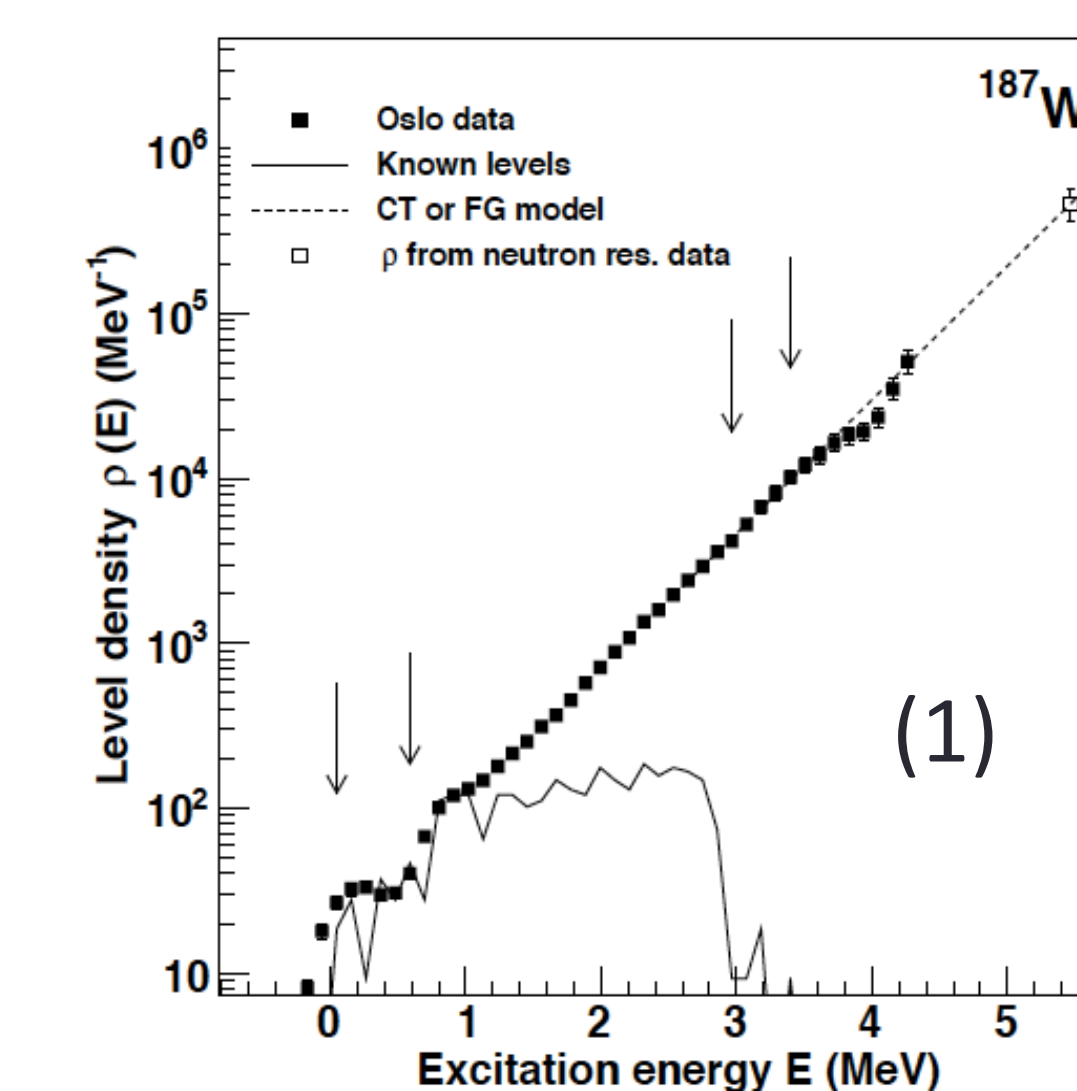 ¹⁸⁷W
Oslo data
Known levels
CT or FG model
ρ from neutron res. data
Level density ρ (E) (MeV⁻¹)
10⁶
10⁵
10⁴
10³
10²
10
(1)
0 1 2 3 4 5
Excitation energy E (MeV)